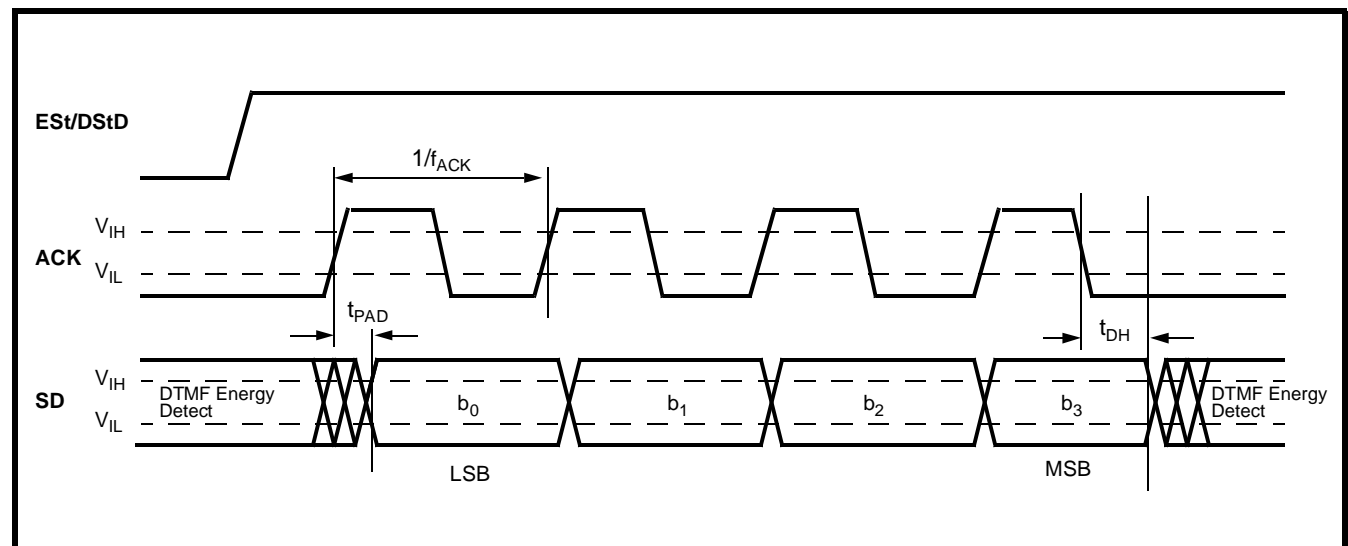 ESt/DStD
1/fACK
VIH
ACK
VIL
tPAD
tDH
VIH
SD
VIL
DTMF Energy
Detect
b0
b1
b2
b3
DTMF Energy
Detect
LSB
MSB